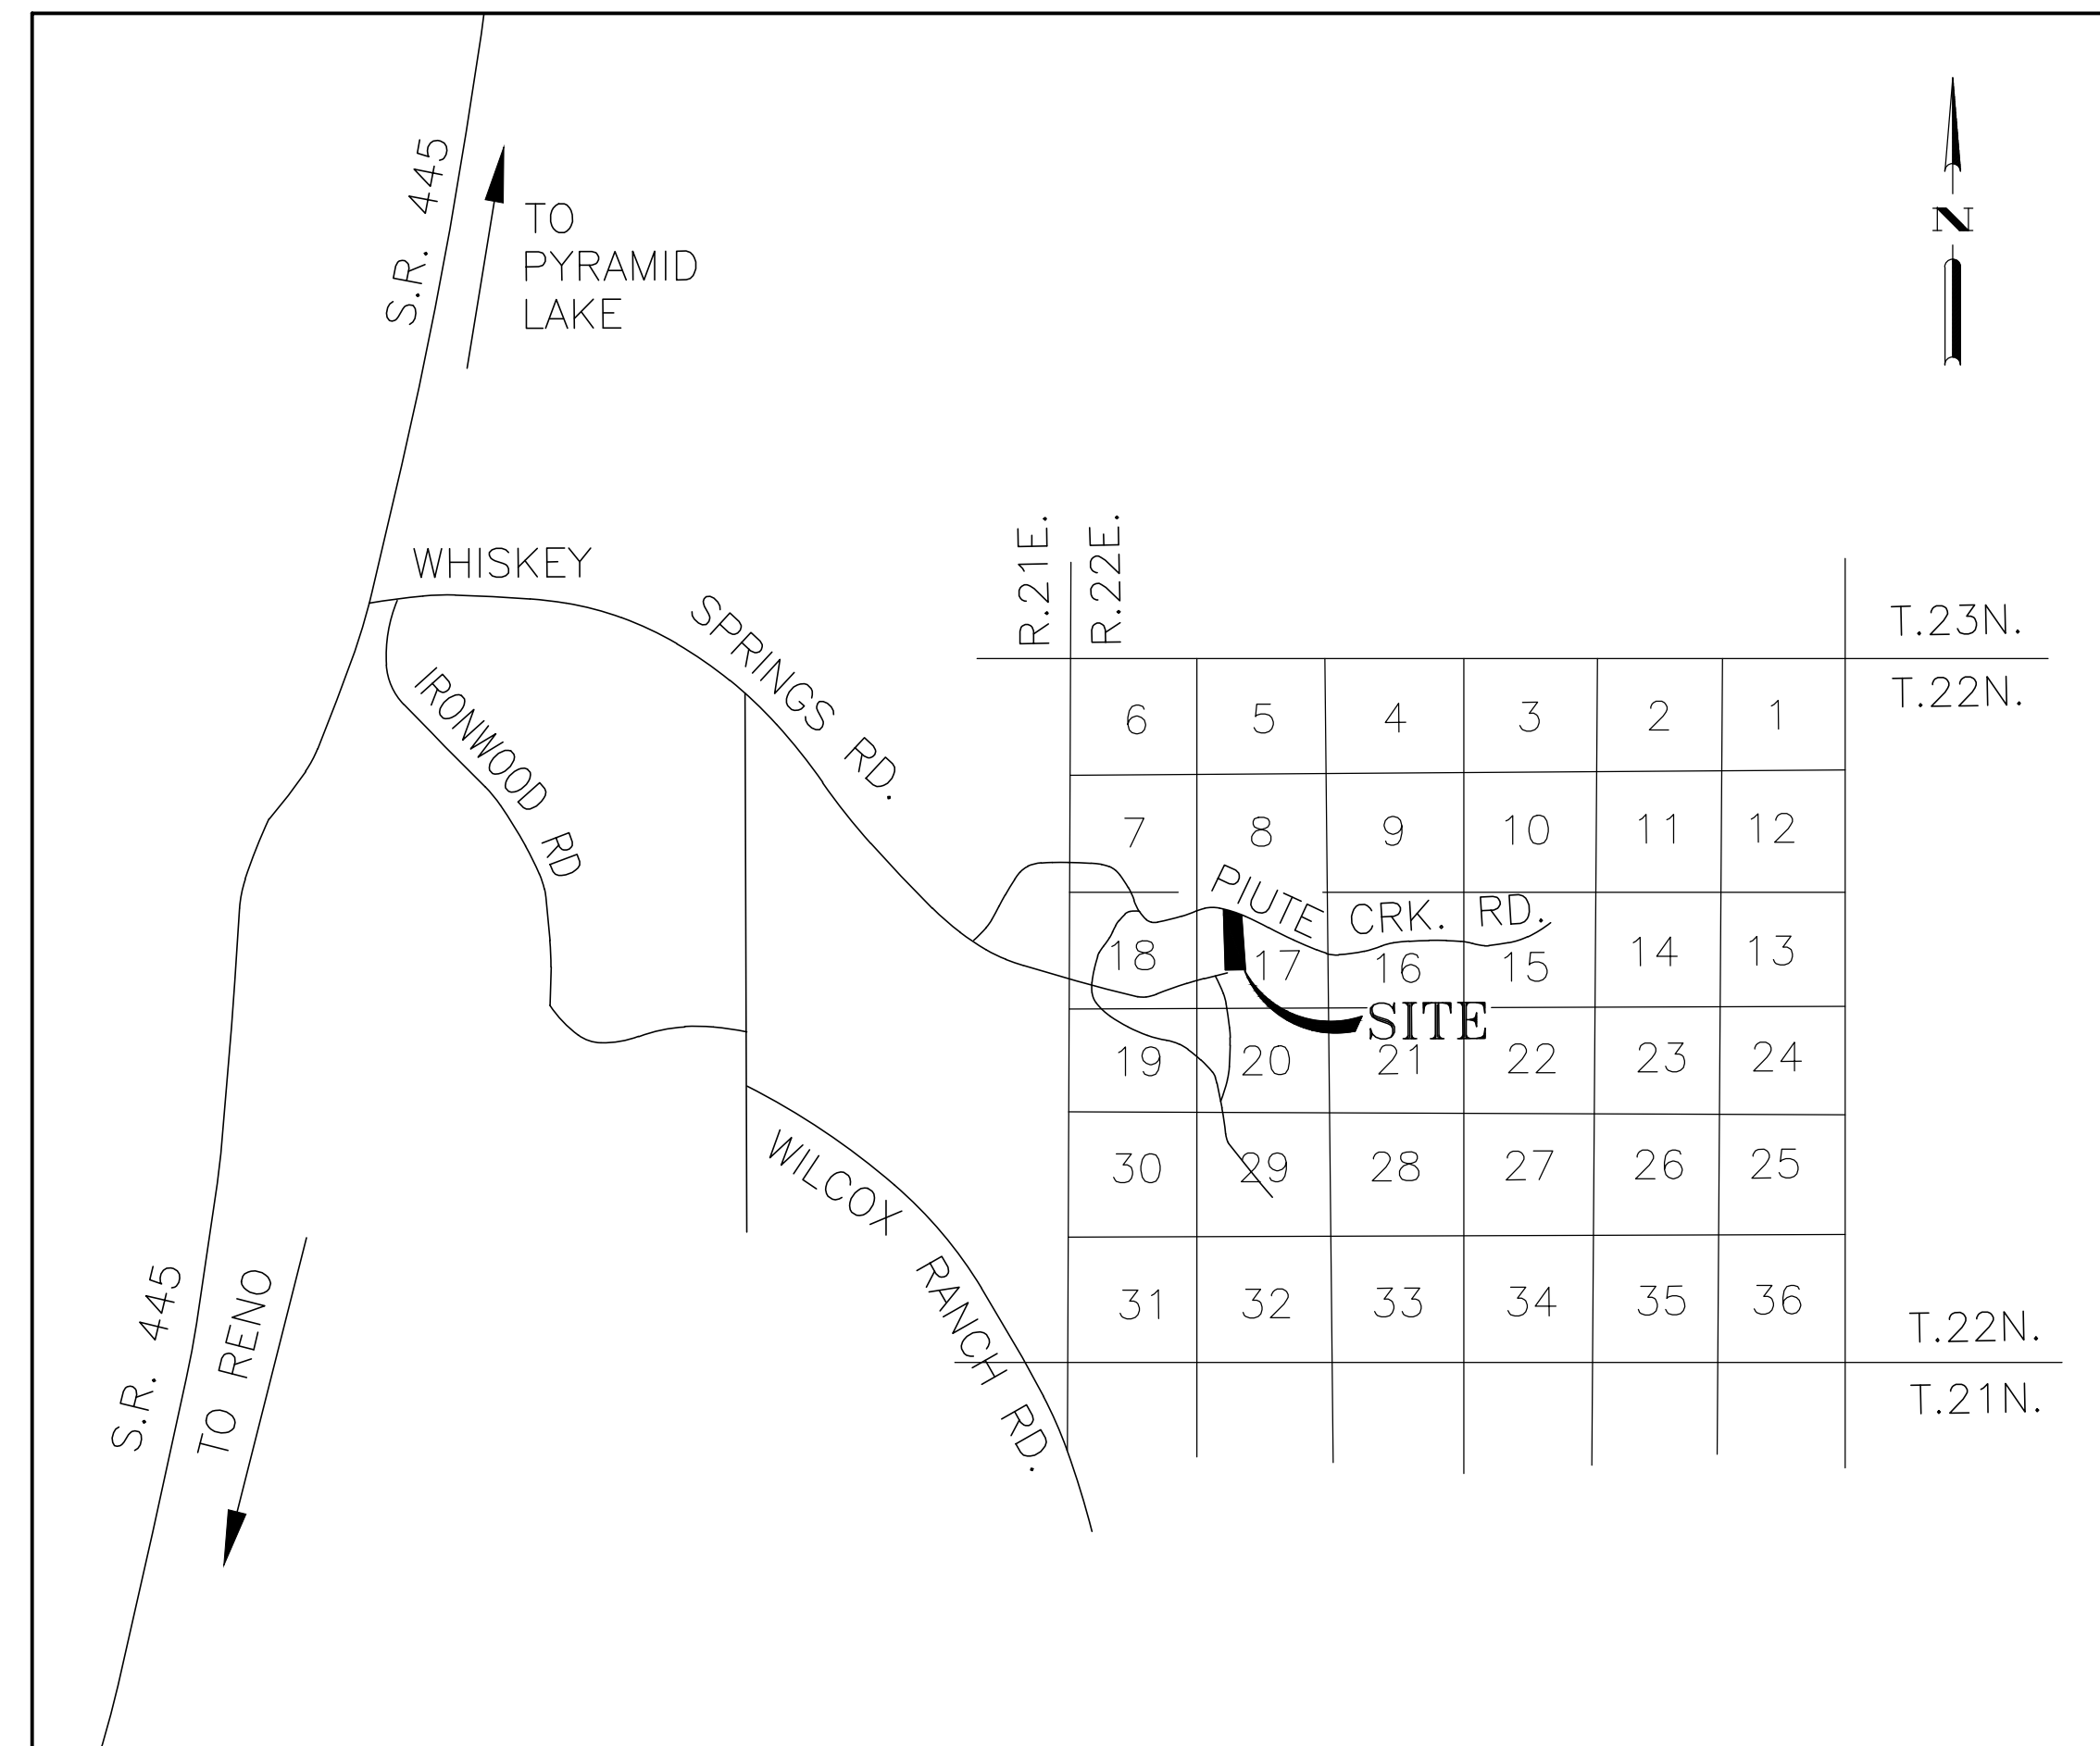 S.R. 445
TO
PYRAMID
LAKE
N
WHISKEY
SPRINGS RD.
IRONWOOD RD
R.21E.
R.22E.
T.23N.
T.22N.
6 5 4 3 2 1
7 8 9 10 11 12
PIUTE CRK. RD.
18 17 16 15 14 13
SITE
19 20 21 22 23 24
30 29 28 27 26 25
31 32 33 34 35 36
WILCOX RANCH RD.
T.22N.
T.21N.
S.R. 445
TO RENO